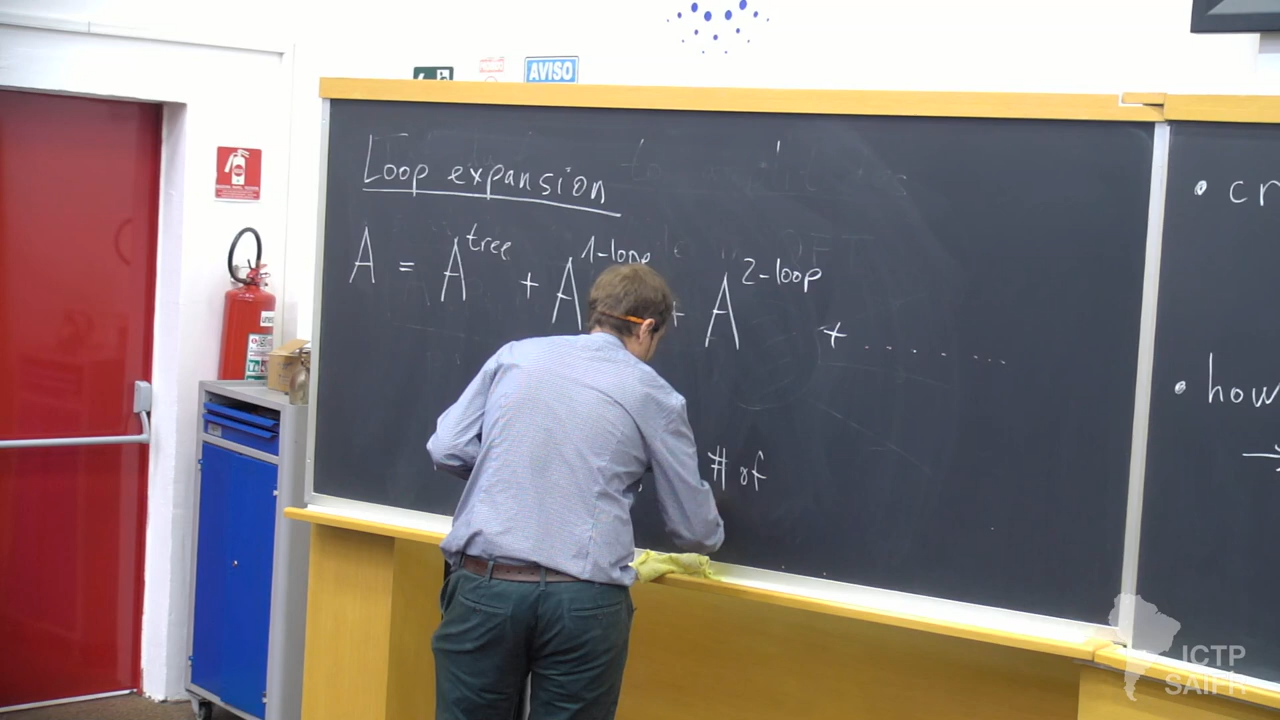 AVISO
Loop expansion
A = A^tree + A^1-loop + A^2-loop + ........
# of
• cr
• how
→
ICTP
SAIFR